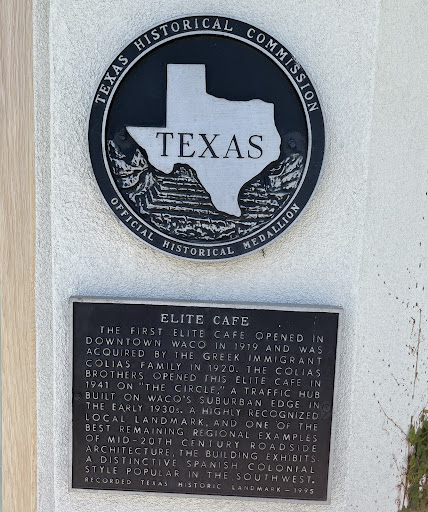 TEXAS HISTORICAL COMMISSION
TEXAS
OFFICIAL HISTORICAL MEDALLION
ELITE CAFE
THE FIRST ELITE CAFE OPENED IN
DOWNTOWN WACO IN 1919 AND WAS
ACQUIRED BY THE GREEK IMMIGRANT
COLIAS FAMILY IN 1920. THE COLIAS
BROTHERS OPENED THIS ELITE CAFE IN
1941 ON "THE CIRCLE," A TRAFFIC HUB
BUILT ON WACO'S SUBURBAN EDGE IN
THE EARLY 1930s. A HIGHLY RECOGNIZED
LOCAL LANDMARK, AND ONE OF THE
BEST REMAINING REGIONAL EXAMPLES
OF MID-20TH CENTURY ROADSIDE
ARCHITECTURE, THE BUILDING EXHIBITS
A DISTINCTIVE SPANISH COLONIAL
STYLE POPULAR IN THE SOUTHWEST.
RECORDED TEXAS HISTORIC LANDMARK – 1995